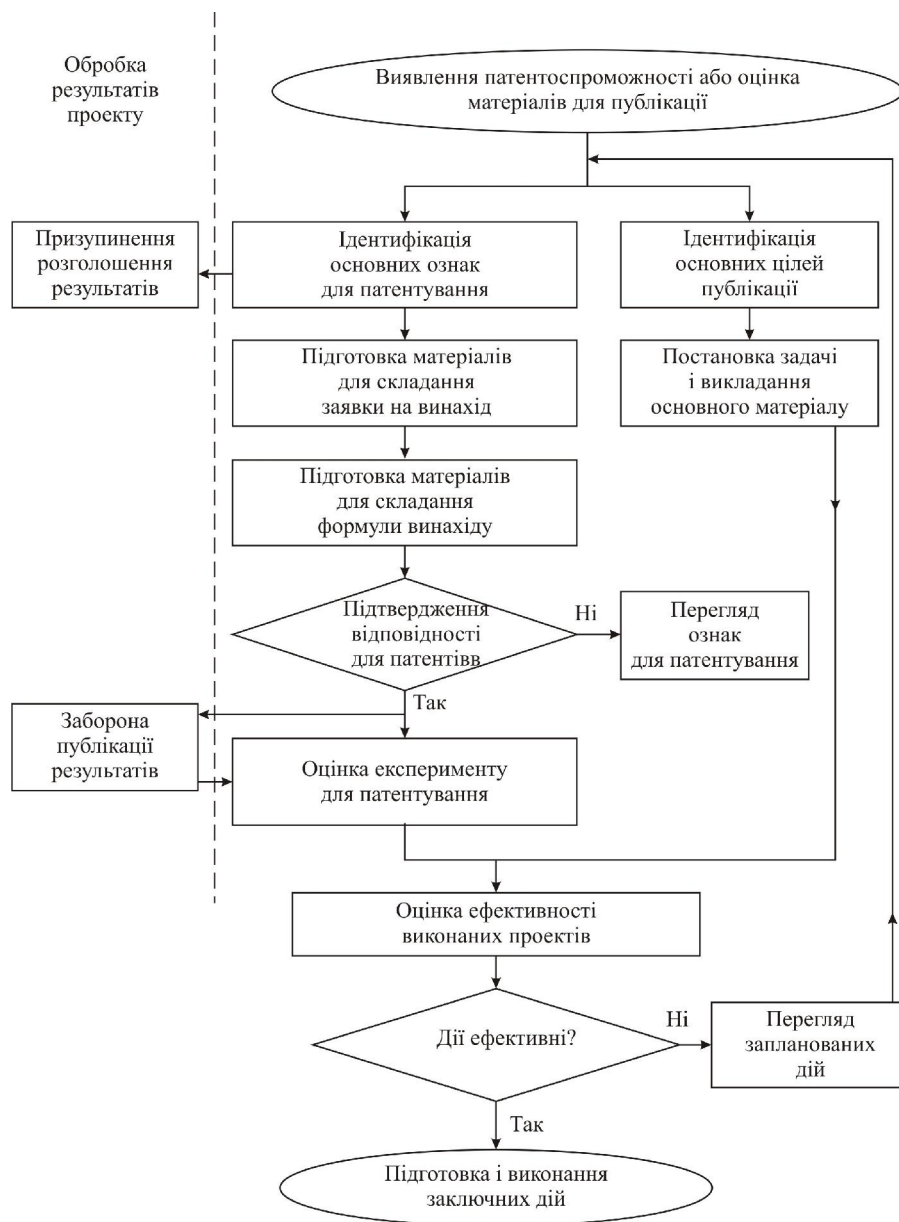 Обробка
результатів
проекту
Виявлення патентоспроможності або оцінка
матеріалів для публікації
Призупинення
розголошення
результатів
Ідентифікація
основних ознак
для патентування
Ідентифікація
основних цілей
публікації
Підготовка матеріалів
для складання
заявки на винахід
Постановка задачі
і викладання
основного матеріалу
Підготовка матеріалів
для складання
формули винаходу
Підтвердження
відповідності
для патентівв
Ні
Перегляд
ознак
для патентування
Так
Заборона
публікації
результатів
Оцінка експерименту
для патентування
Оцінка ефективності
виконаних проектів
Дії ефективні?
Ні
Перегляд
запланованих
дій
Так
Підготовка і виконання
заключних дій